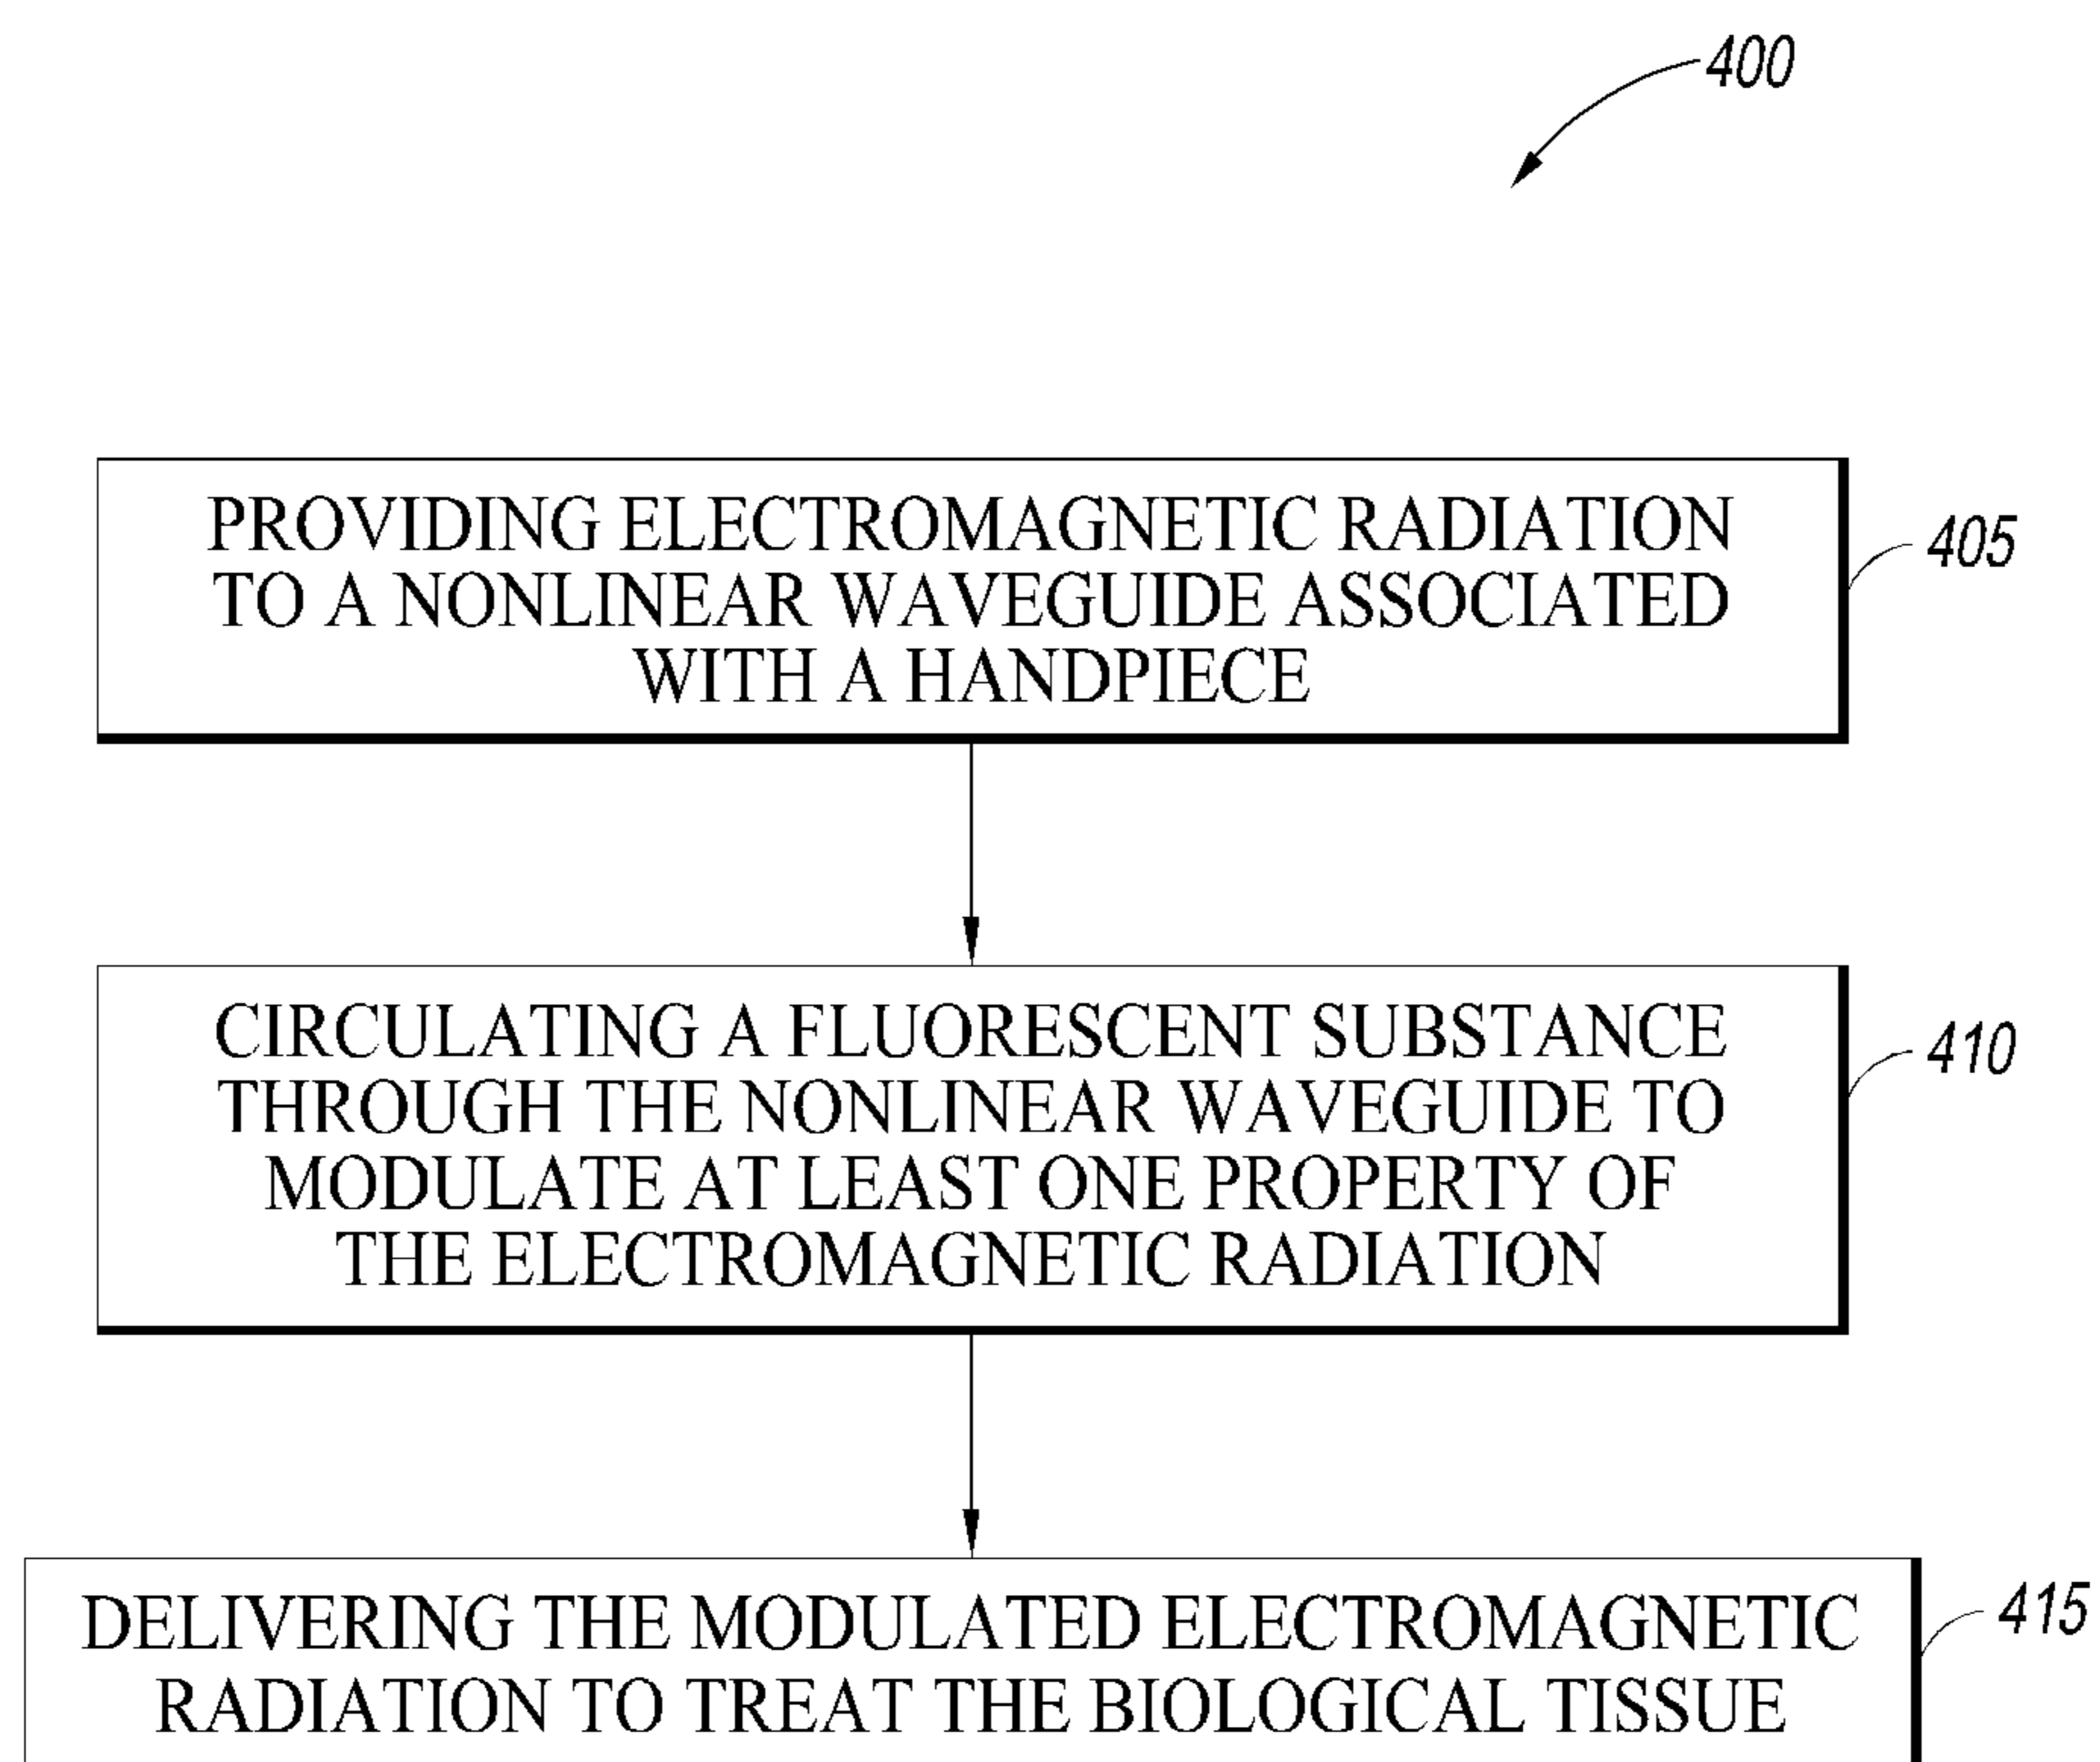 400
PROVIDING ELECTROMAGNETIC RADIATION
TO A NONLINEAR WAVEGUIDE ASSOCIATED
WITH A HANDPIECE
405
CIRCULATING A FLUORESCENT SUBSTANCE
THROUGH THE NONLINEAR WAVEGUIDE TO
MODULATE AT LEAST ONE PROPERTY OF
THE ELECTROMAGNETIC RADIATION
410
DELIVERING THE MODULATED ELECTROMAGNETIC
RADIATION TO TREAT THE BIOLOGICAL TISSUE
415